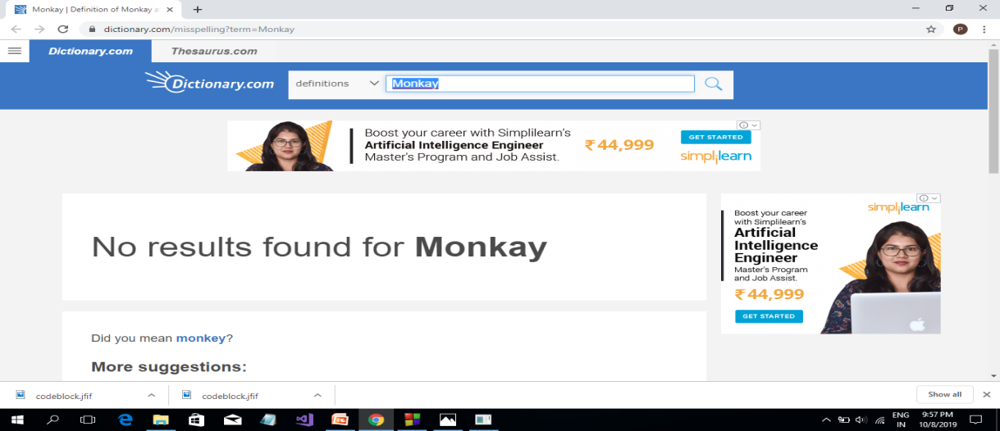 Monkay | Definition of Monkay a
dictionary.com/misspelling?term=Monkay
P
Dictionary.com
Thesaurus.com
Dictionary.com
definitions
Monkay
Boost your career with Simplilearn's
Artificial Intelligence Engineer
Master's Program and Job Assist.
₹44,999
GET STARTED
simplilearn
No results found for Monkay
simplilearn
Boost your career
with Simplilearn's
Artificial
Intelligence
Engineer
Master's Program
and Job Assist.
₹44,999
GET STARTED
Did you mean monkey?
More suggestions:
codeblock.jfif
codeblock.jfif
Show all
ENG
IN
9:57 PM
10/8/2019